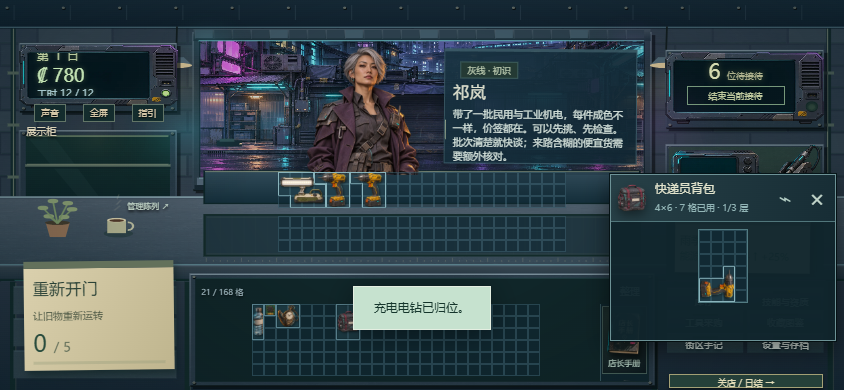 第 1 日
₡ 780
工时 12 / 12
声音
全屏
指引
展示柜
灰线 · 初识
祁岚
带了一批民用与工业机电，每件成色不
一样，价签都在。可以先挑、先检查。
批次清楚就快谈；来路含糊的便宜货需
要额外核对。
6 位待接待
结束当前接待
管理陈列 ↗
快递员背包
4×6 · 7 格已用 · 1/3 层
重新开门
让旧物重新运转
0 / 5
21 / 168 格
充电电钻已归位。
店长手册
街区手记
设置与存档
关店 / 日结 →